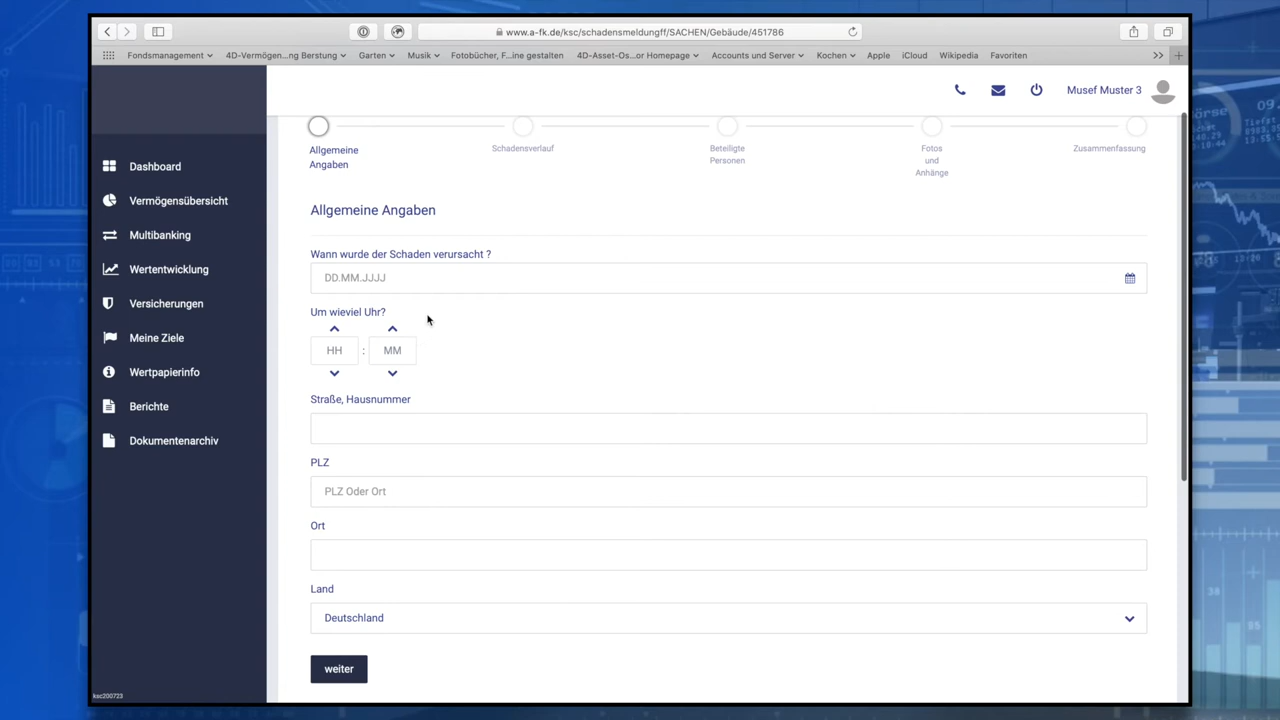 www.a-fk.de/ksc/schadensmeldungff/SACHEN/Gebäude/451786
Fondsmanagement
4D-Vermögen...ng Berstung
Garten
Musik
Fotobücher, F...ine gestalten
4D-Asset-Os...or Homepage
Accounts und Server
Kochen
Apple
iCloud
Wikipedia
Favoriten
Musef Muster 3
Dashboard
Vermögensübersicht
Multibanking
Wertentwicklung
Versicherungen
Meine Ziele
Wertpapierinfo
Berichte
Dokumentenarchiv
ksc200723
Allgemeine
Angaben
Schadensverlauf
Beteiligte
Personen
Fotos
und
Anhänge
Zusammenfassung
Allgemeine Angaben
Wann wurde der Schaden verursacht ?
DD.MM.JJJJ
Um wieviel Uhr?
HH : MM
Straße, Hausnummer
PLZ
PLZ Oder Ort
Ort
Land
Deutschland
weiter